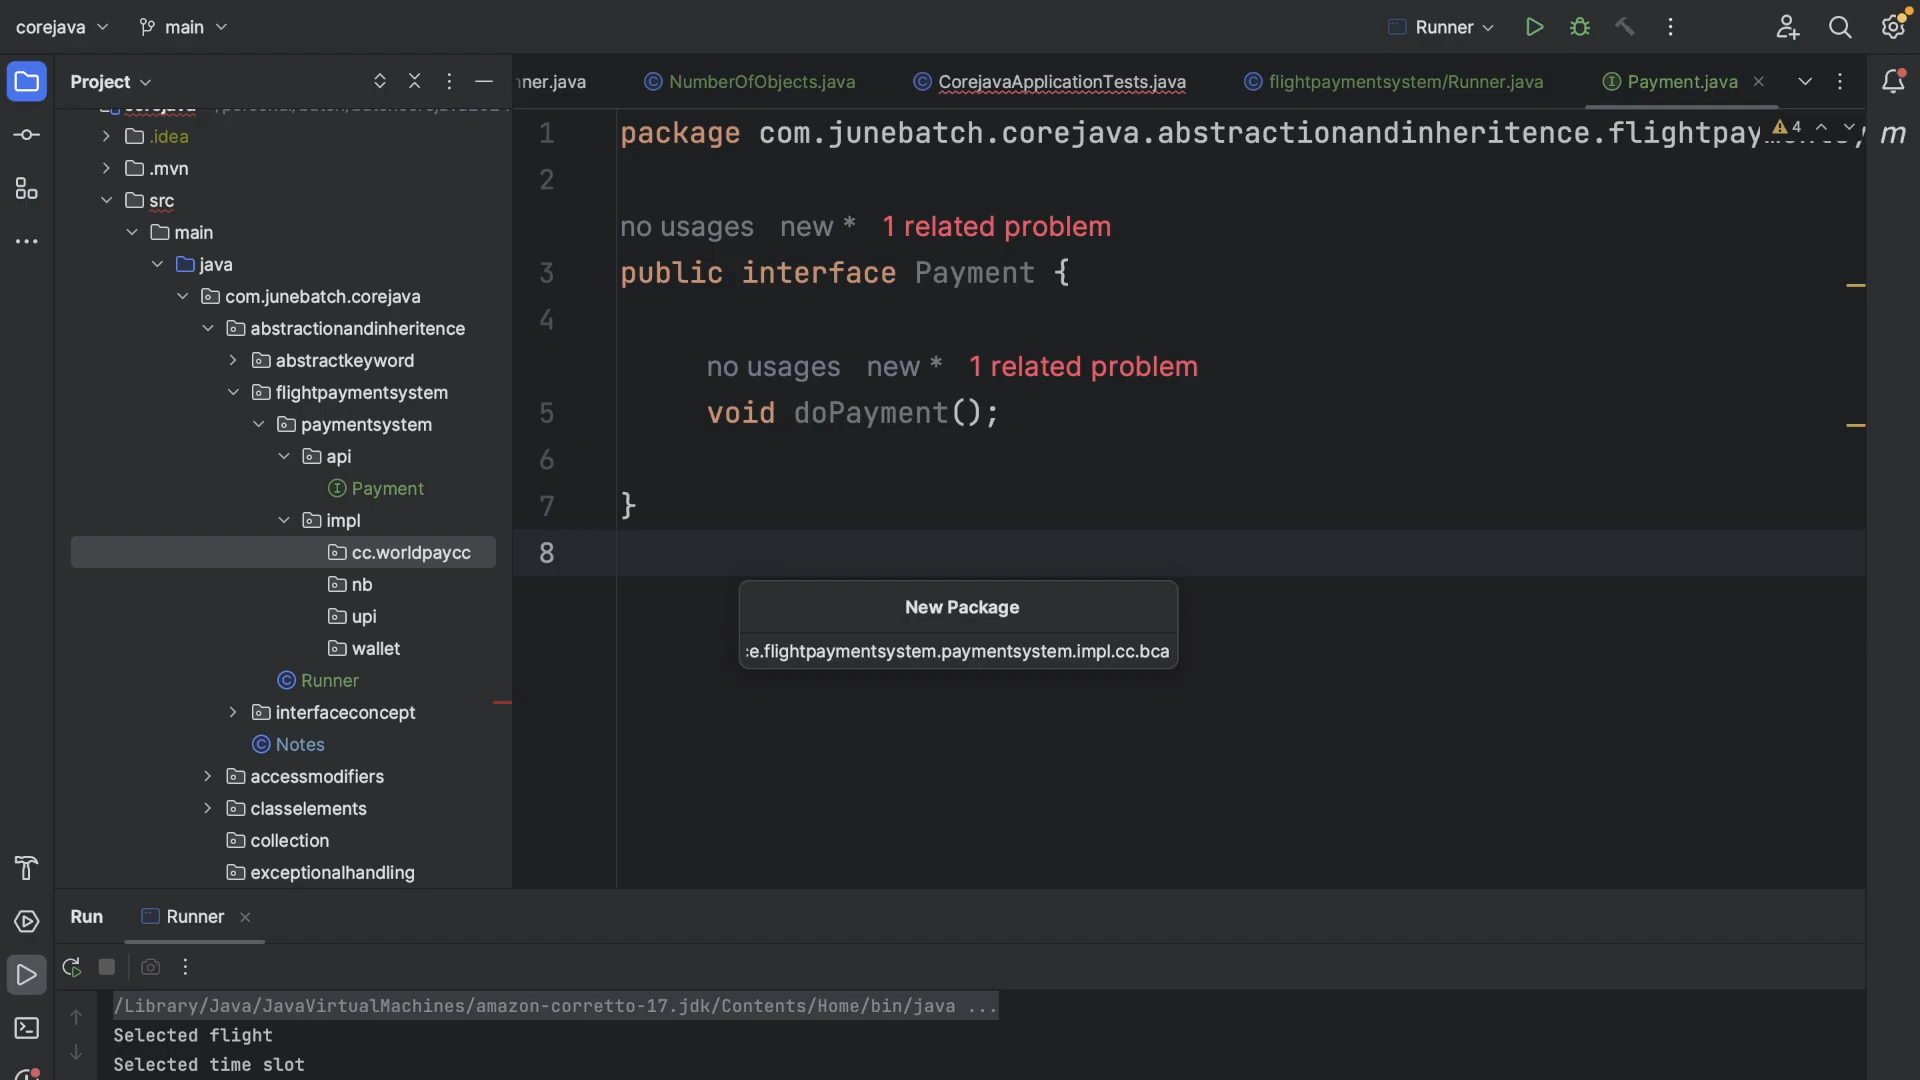 corejava
main
Runner
Project
ner.java
NumberOfObjects.java
CorejavaApplicationTests.java
flightpaymentsystem/Runner.java
Payment.java
.idea
.mvn
src
main
java
com.junebatch.corejava
abstractionandinheritence
abstractkeyword
flightpaymentsystem
paymentsystem
api
Payment
impl
cc.worldpaycc
nb
upi
wallet
Runner
interfaceconcept
Notes
accessmodifiers
classelements
collection
exceptionalhandling
1 package com.junebatch.corejava.abstractionandinheritence.flightpay
4
m
2
no usages new * 1 related problem
3 public interface Payment {
4
no usages new * 1 related problem
5 void doPayment();
6
7 }
8
New Package
e.flightpaymentsystem.paymentsystem.impl.cc.bca
Run
Runner
/Library/Java/JavaVirtualMachines/amazon-corretto-17.jdk/Contents/Home/bin/java ...
Selected flight
Selected time slot